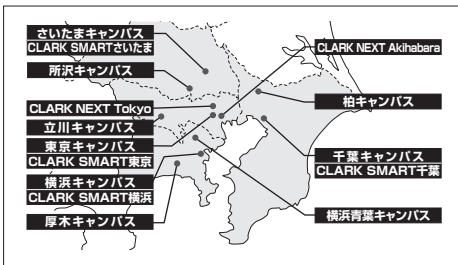 さいたまキャンパス
CLARK SMARTさいたま
所沢キャンパス
CLARK NEXT Tokyo
立川キャンパス
東京キャンパス
CLARK SMART東京
横浜キャンパス
CLARK SMART横浜
厚木キャンパス
CLARK NEXT Akihabara
柏キャンパス
千葉キャンパス
CLARK SMART千葉
横浜青葉キャンパス